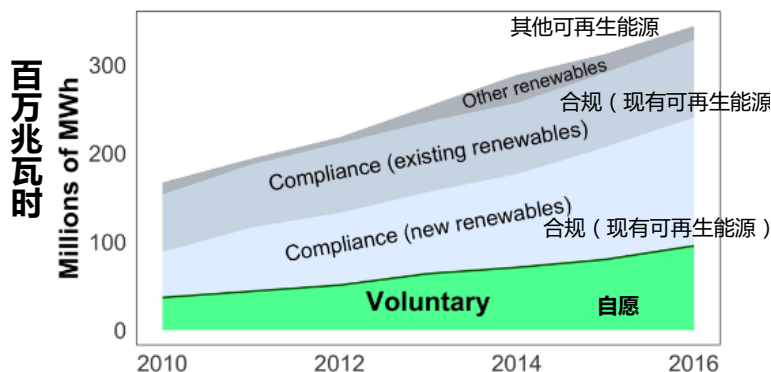 其他可再生能源
Other renewables
合规（现有可再生能源
Compliance (existing renewables)
Compliance (new renewables)
合规（现有可再生能源）
Voluntary
自愿
百万兆瓦时
Millions of MWh
300
200
100
0
2010 2012 2014 2016